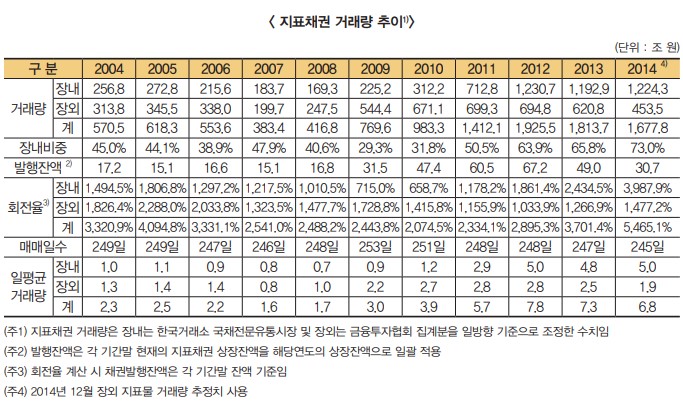 < 지표채권 거래량 추이1)>
(단위 : 조 원)
구 분 2004 2005 2006 2007 2008 2009 2010 2011 2012 2013 2014 4)
거래량 장내 256.8 272.8 215.6 183.7 169.3 225.2 312.2 712.8 1,230.7 1,192.9 1,224.3
장외 313.8 345.5 338.0 199.7 247.5 544.4 671.1 699.3 694.8 620.8 453.5
계 570.5 618.3 553.6 383.4 416.8 769.6 983.3 1,412.1 1,925.5 1,813.7 1,677.8
장내비중 45.0% 44.1% 38.9% 47.9% 40.6% 29.3% 31.8% 50.5% 63.9% 65.8% 73.0%
발행잔액 2) 17.2 15.1 16.6 15.1 16.8 31.5 47.4 60.5 67.2 49.0 30.7
회전율3) 장내 1,494.5% 1,806.8% 1,297.2% 1,217.5% 1,010.5% 715.0% 658.7% 1,178.2% 1,861.4% 2,434.5% 3,987.9%
장외 1,826.4% 2,288.0% 2,033.8% 1,323.5% 1,477.7% 1,728.8% 1,415.8% 1,155.9% 1,033.9% 1,266.9% 1,477.2%
계 3,320.9% 4,094.8% 3,331.1% 2,541.0% 2,488.2% 2,443.8% 2,074.5% 2,334.1% 2,895.3% 3,701.4% 5,465.1%
매매일수 249일 249일 247일 246일 248일 253일 251일 248일 248일 247일 245일
일평균 거래량 장내 1.0 1.1 0.9 0.8 0.7 0.9 1.2 2.9 5.0 4.8 5.0
장외 1.3 1.4 1.4 0.8 1.0 2.2 2.7 2.8 2.8 2.5 1.9
계 2.3 2.5 2.2 1.6 1.7 3.0 3.9 5.7 7.8 7.3 6.8
(주1) 지표채권 거래량은 장내는 한국거래소 국채전문유통시장 및 장외는 금융투자협회 집계분을 일방향 기준으로 조정한 수치임
(주2) 발행잔액은 각 기간말 현재의 지표채권 상장잔액을 해당연도의 상장잔액으로 일괄 적용
(주3) 회전율 계산 시 채권발행잔액은 각 기간말 잔액 기준임
(주4) 2014년 12월 장외 지표물 거래량 추정치 사용